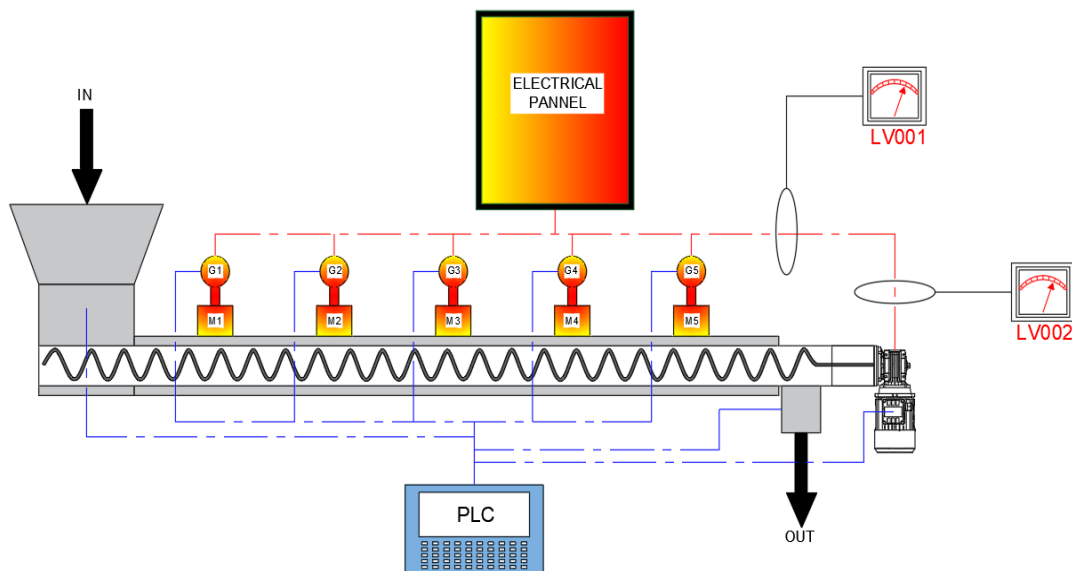 ELECTRICAL
PANNEL
IN
LV001
G1
G2
G3
G4
G5
M1
M2
M3
M4
M5
LV002
PLC
OUT